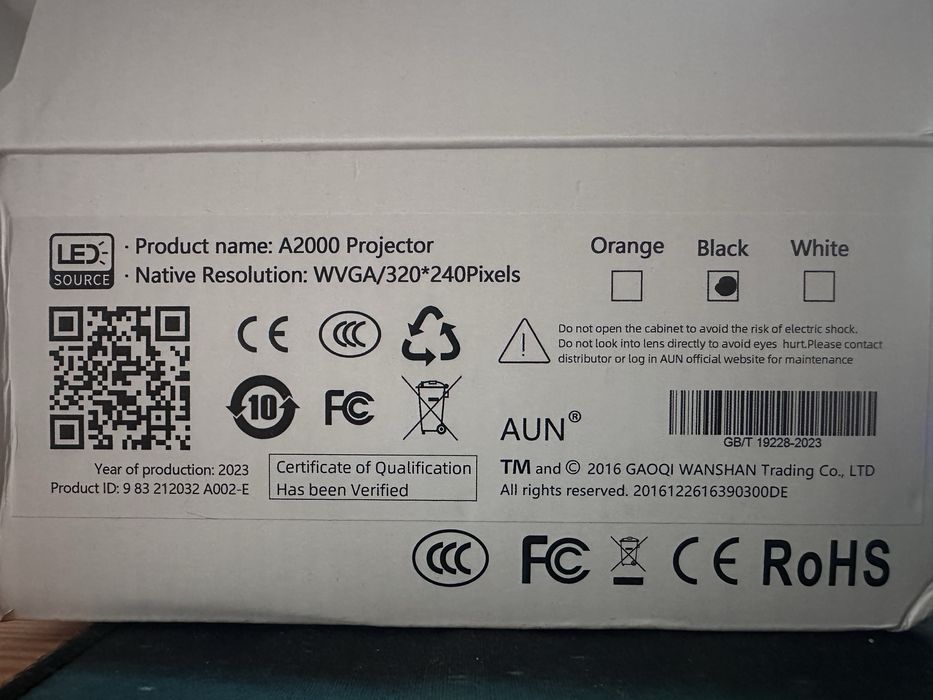 LED
SOURCE
· Product name: A2000 Projector
· Native Resolution: WVGA/320*240Pixels
Orange Black White
CE CCC
10 FC
Do not open the cabinet to avoid the risk of electric shock.
Do not look into lens directly to avoid eyes hurt.Please contact
distributor or log in AUN official website for maintenance
AUN®
GB/T 19228-2023
Year of production: 2023
Product ID: 9 83 212032 A002-E
Certificate of Qualification
Has been Verified
TM and © 2016 GAOQI WANSHAN Trading Co., LTD
All rights reserved. 2016122616390300DE
CCC FC CE RoHS